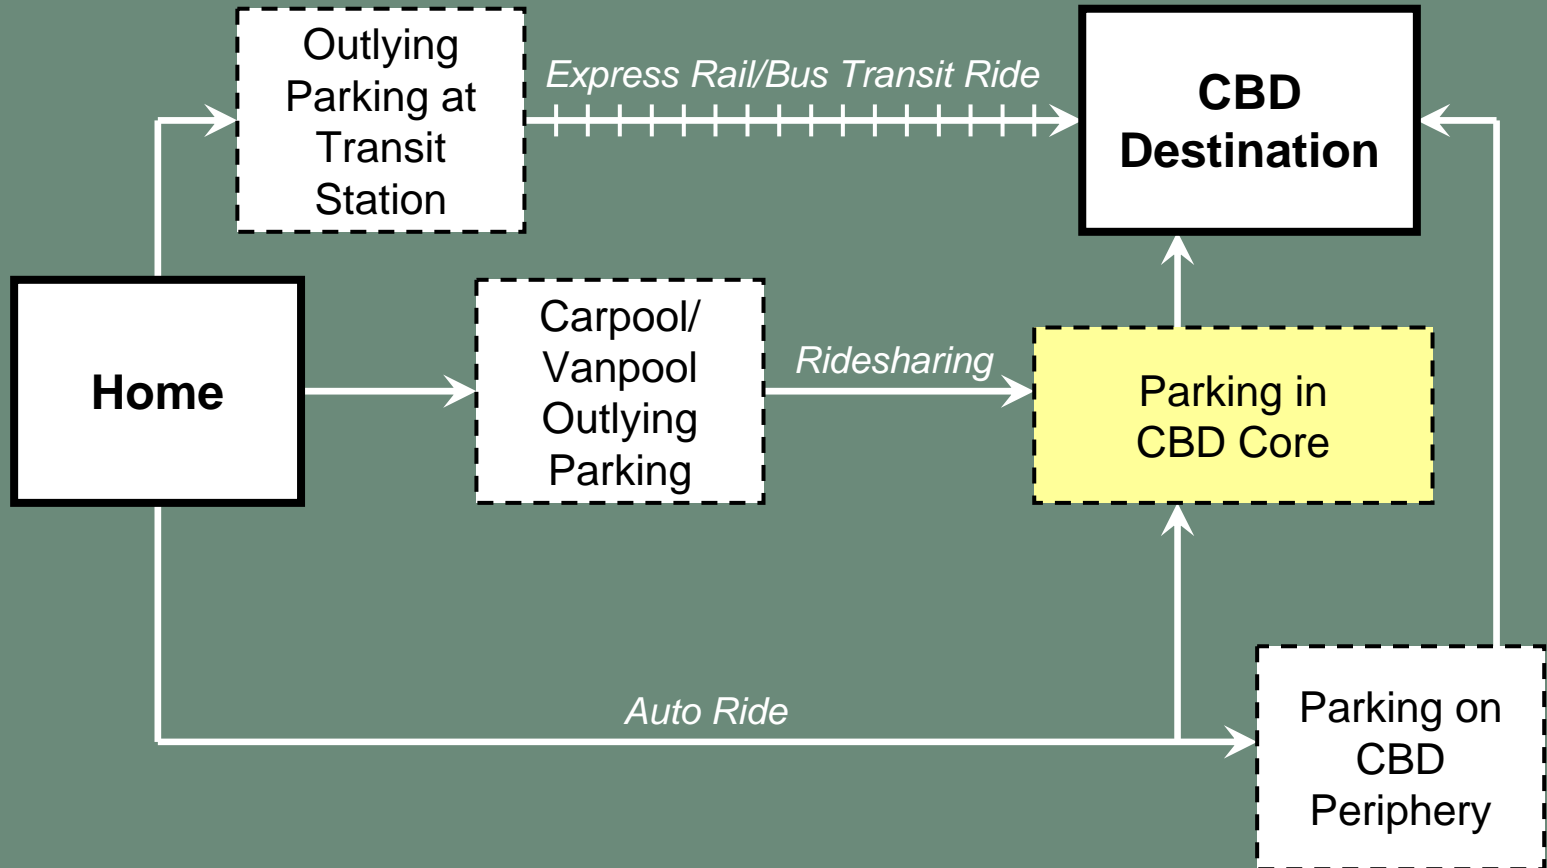 Outlying
Parking at
Transit
Station
Express Rail/Bus Transit Ride
CBD
Destination
Home
Carpool/
Vanpool
Outlying
Parking
Ridesharing
Parking in
CBD Core
Auto Ride
Parking on
CBD
Periphery